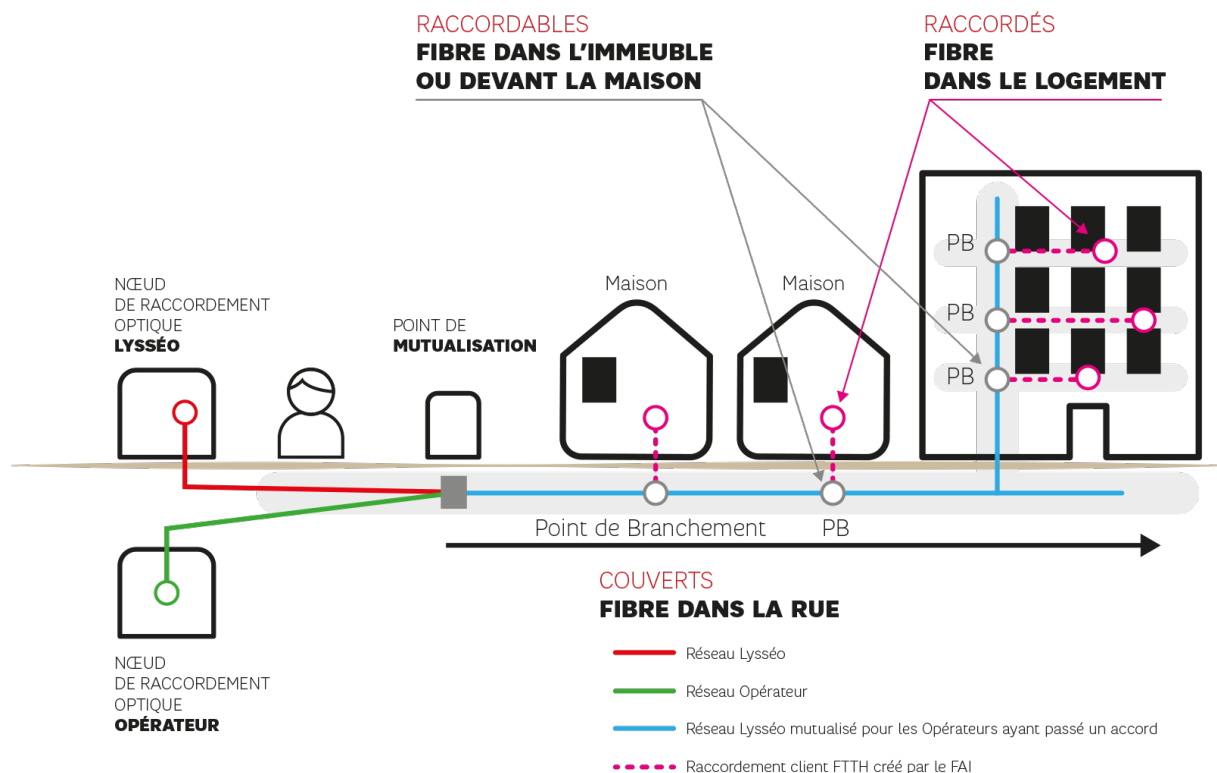 RACCORDABLES
FIBRE DANS L'IMMEUBLE
OU DEVANT LA MAISON
RACCORDÉS
FIBRE
DANS LE LOGEMENT
PB
PB
PB
Maison
Maison
NŒUD
DE RACCORDEMENT
OPTIQUE
LYSSÉO
POINT DE
MUTUALISATION
Point de Branchement
PB
COUVERTS
FIBRE DANS LA RUE
NŒUD
DE RACCORDEMENT
OPTIQUE
OPÉRATEUR
Réseau Lysséo
Réseau Opérateur
Réseau Lysséo mutualisé pour les Opérateurs ayant passé un accord
Raccordement client FTTH créé par le FAI